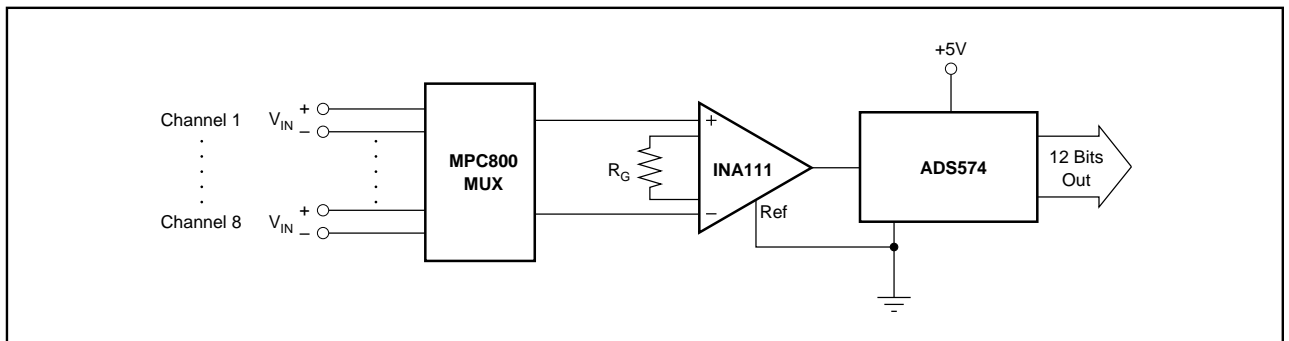 +5V
Channel 1 V_IN + –
MPC800
MUX
+
R_G
INA111
–
Ref
ADS574
12 Bits
Out
Channel 8 V_IN + –